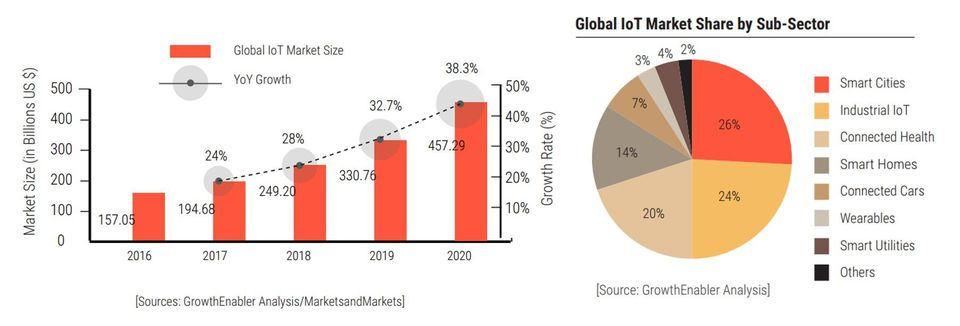 Global IoT Market Size
YoY Growth
Market Size (in Billions US $)
500
400
300
200
100
0
157.05
194.68
249.20
330.76
457.29
24%
28%
32.7%
38.3%
50%
40%
30%
20%
10%
Growth Rate (%)
2016
2017
2018
2019
2020
[Sources: GrowthEnabler Analysis/MarketsandMarkets]
Global IoT Market Share by Sub-Sector
26%
24%
20%
14%
7%
3%
4%
2%
Smart Cities
Industrial IoT
Connected Health
Smart Homes
Connected Cars
Wearables
Smart Utilities
Others
[Source: GrowthEnabler Analysis]